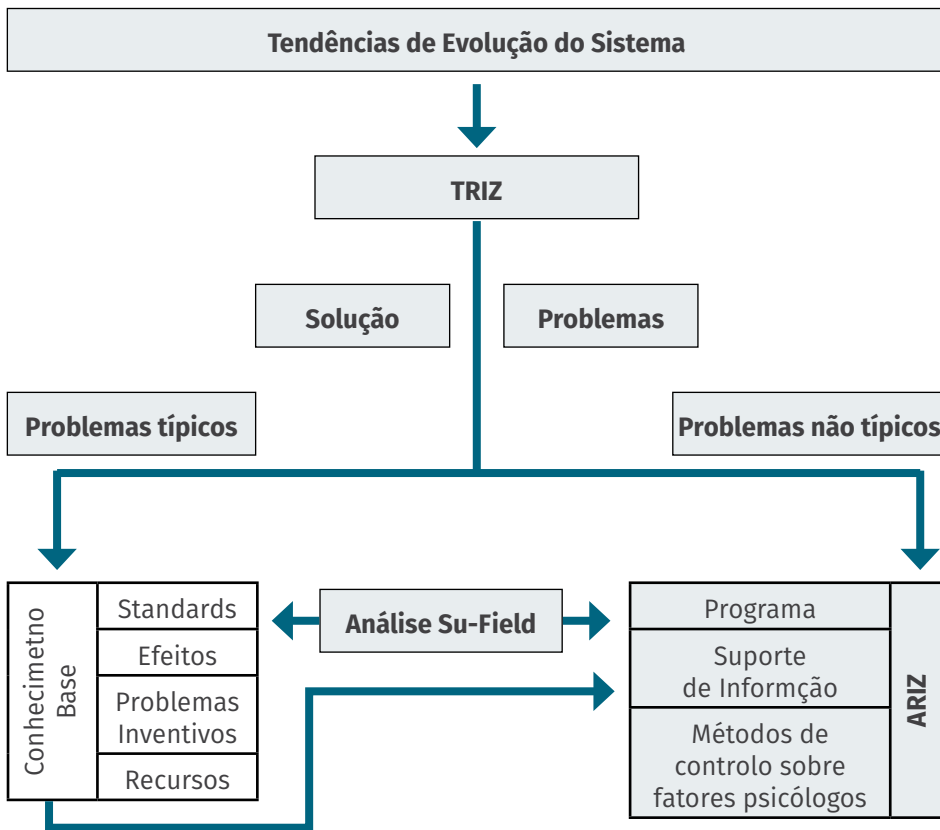 Tendências de Evolução do Sistema
TRIZ
Solução
Problemas
Problemas típicos
Problemas não típicos
Conhecimetno
Base
Standards
Efeitos
Problemas
Inventivos
Recursos
Análise Su-Field
Programa
Suporte
de Informção
Métodos de
controlo sobre
fatores psicólogos
ARIZ